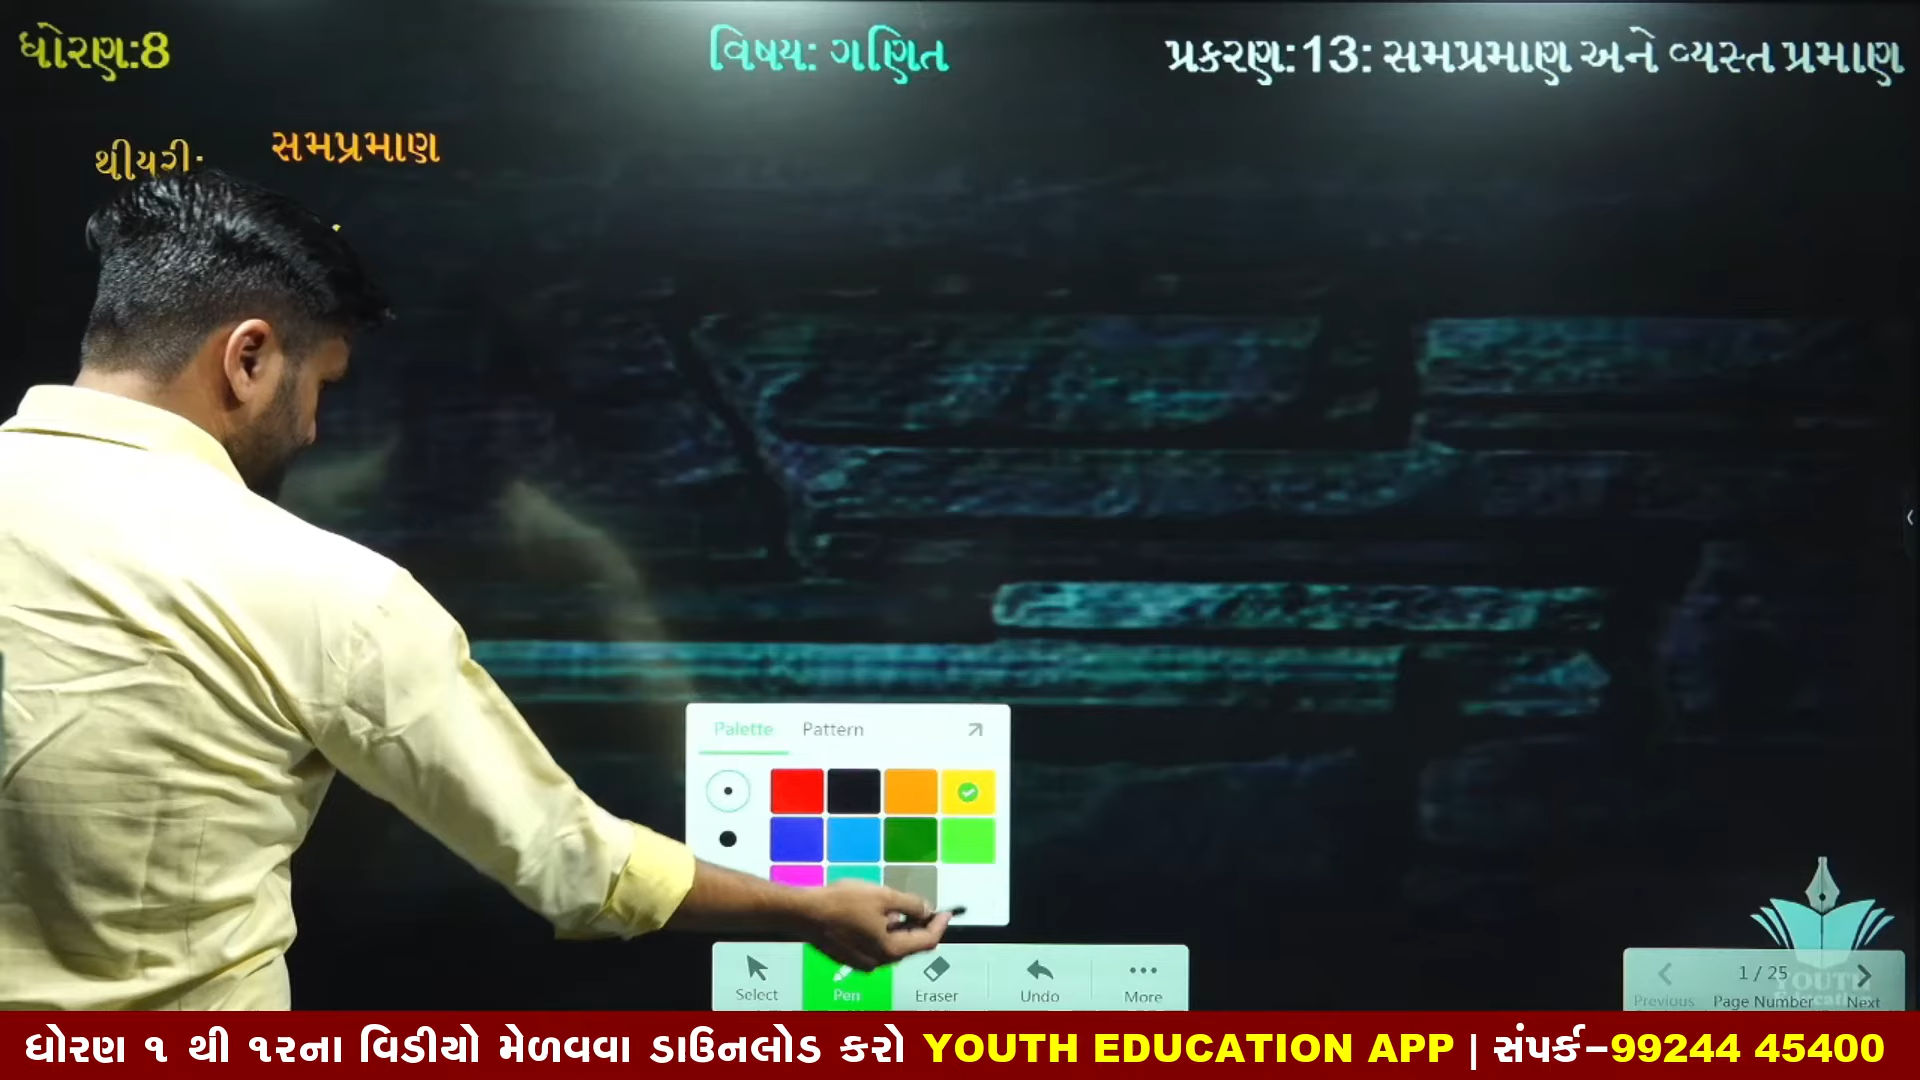 ધોરણ:8
વિષય: ગણિત
પ્રકરણ:13: સમપ્રમાણ અને વ્યસ્ત પ્રમાણ
થીયરી:
સમપ્રમાણ
Palette Pattern
Select Pen Eraser Undo More
1 / 25
Previous Page Number Next
YOUTH
ધોરણ ૧ થી ૧૨ના વિડીયો મેળવવા ડાઉનલોડ કરો YOUTH EDUCATION APP | સંપર્ક–99244 45400